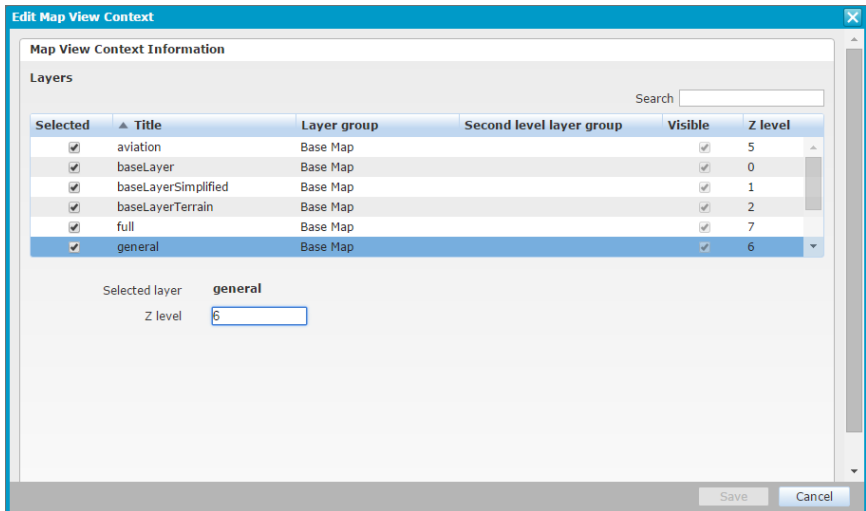 Edit Map View Context
Map View Context Information
Layers
Search
Selected Title Layer group Second level layer group Visible Z level
aviation Base Map 5
baseLayer Base Map 0
baseLayerSimplified Base Map 1
baseLayerTerrain Base Map 2
full Base Map 7
general Base Map 6
Selected layer general
Z level 6
Save Cancel